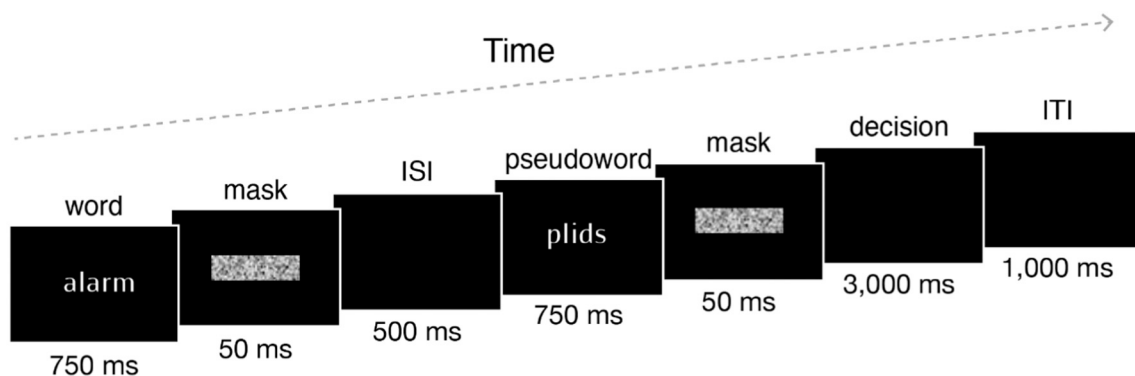 Time
word
alarm
750 ms
mask
50 ms
ISI
500 ms
pseudoword
plids
750 ms
mask
50 ms
decision
3,000 ms
ITI
1,000 ms